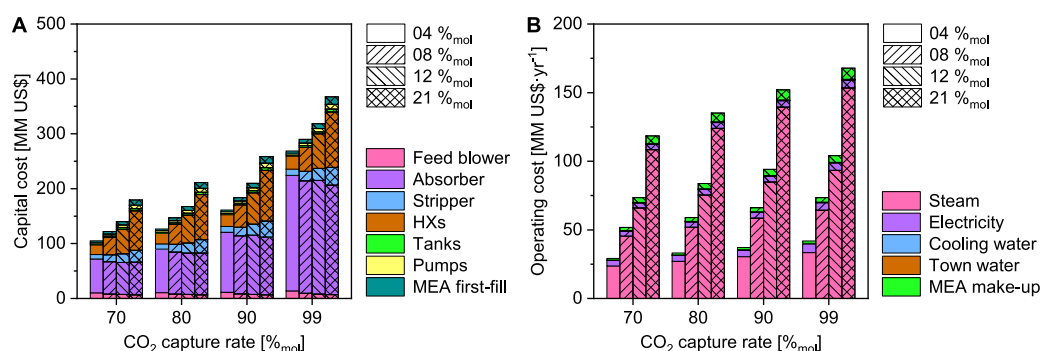 A
Capital cost [MM US$]
500
400
300
200
100
0
70
80
90
99
CO₂ capture rate [%mol]
04 %mol
08 %mol
12 %mol
21 %mol
Feed blower
Absorber
Stripper
HXs
Tanks
Pumps
MEA first-fill
B
Operating cost [MM US$·yr⁻¹]
200
150
100
50
0
70
80
90
99
CO₂ capture rate [%mol]
04 %mol
08 %mol
12 %mol
21 %mol
Steam
Electricity
Cooling water
Town water
MEA make-up